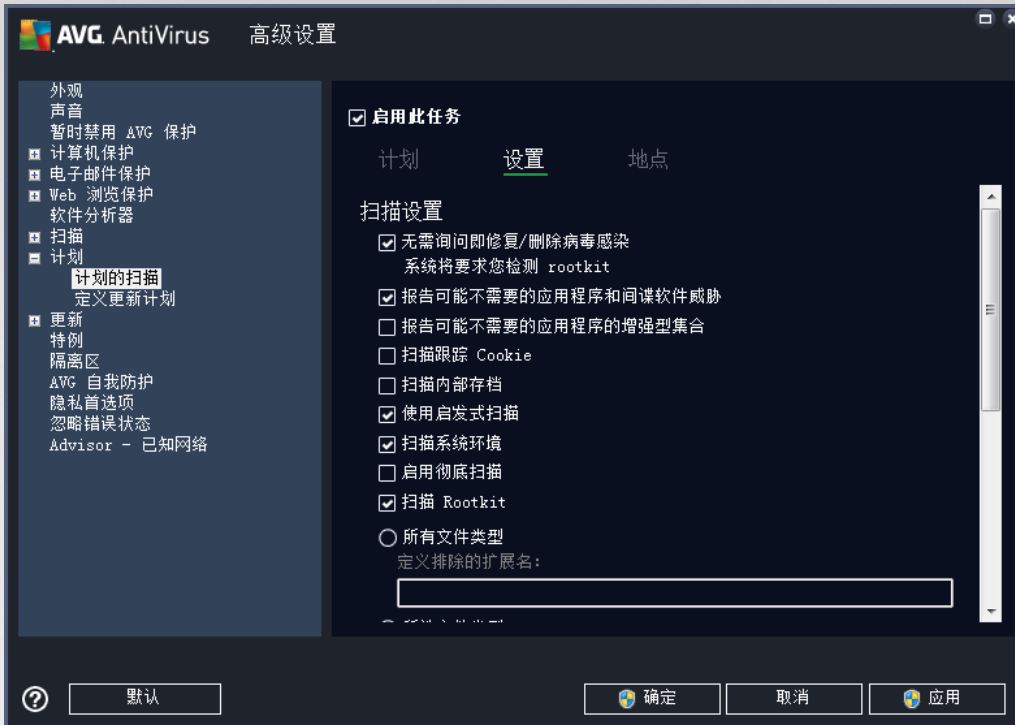 AVG. AntiVirus 高级设置
外观
声音
暂时禁用 AVG 保护
计算机保护
电子邮件保护
Web 浏览保护
软件分析器
扫描
计划
计划的扫描
定义更新计划
更新
特例
隔离区
AVG 自我防护
隐私首选项
忽略错误状态
Advisor - 已知网络
启用此任务
计划 设置 地点
扫描设置
无需询问即修复/删除病毒感染
系统将要求您检测 rootkit
报告可能不需要的应用程序和间谍软件威胁
报告可能不需要的应用程序的增强型集合
扫描跟踪 Cookie
扫描内部存档
使用启发式扫描
扫描系统环境
启用彻底扫描
扫描 Rootkit
所有文件类型
定义排除的扩展名:
默认 确定 取消 应用